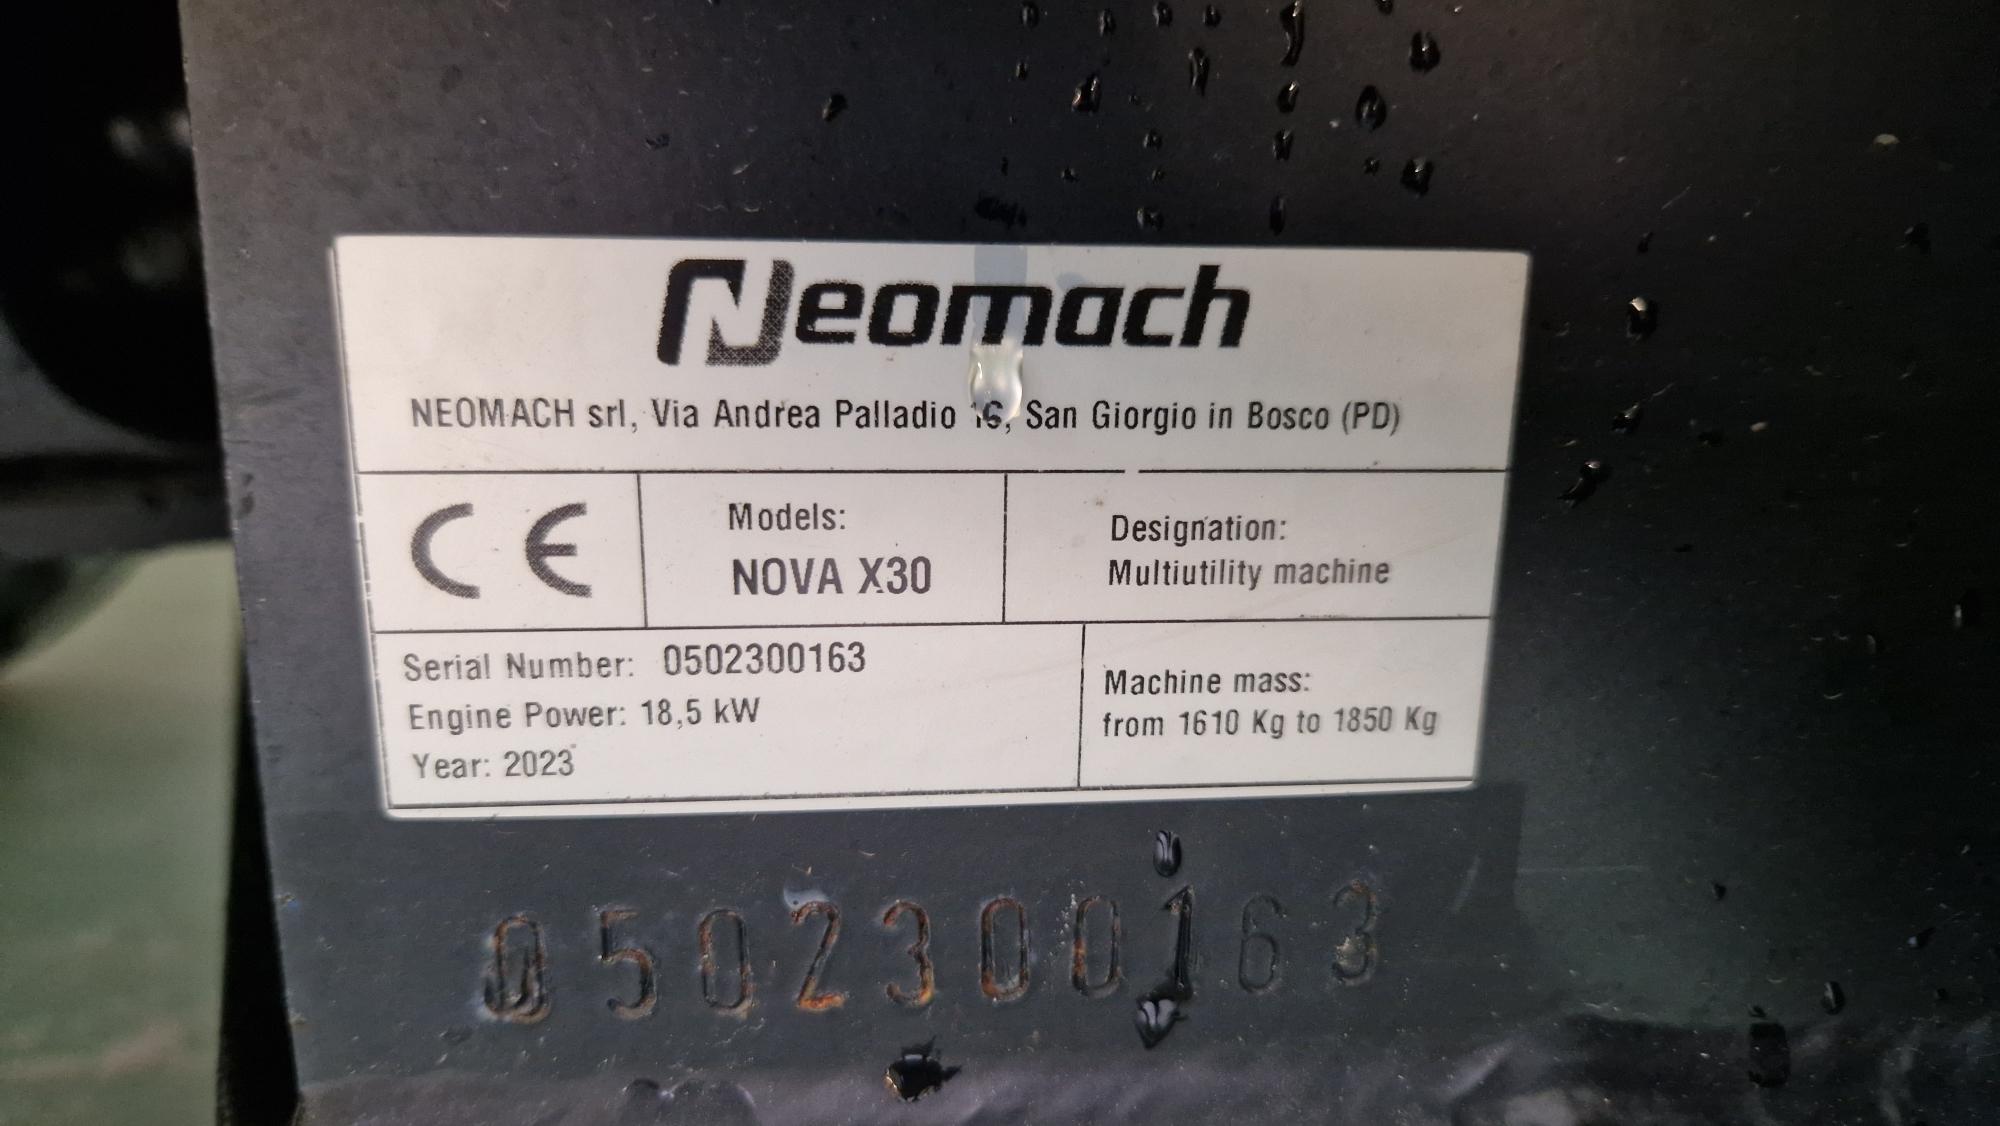 Neomach
NEOMACH srl, Via Andrea Palladio 16, San Giorgio in Bosco (PD)
CE
Models:
NOVA X30
Designation:
Multiutility machine
Serial Number: 0502300163
Engine Power: 18,5 kW
Year: 2023
Machine mass:
from 1610 Kg to 1850 Kg
0502300163